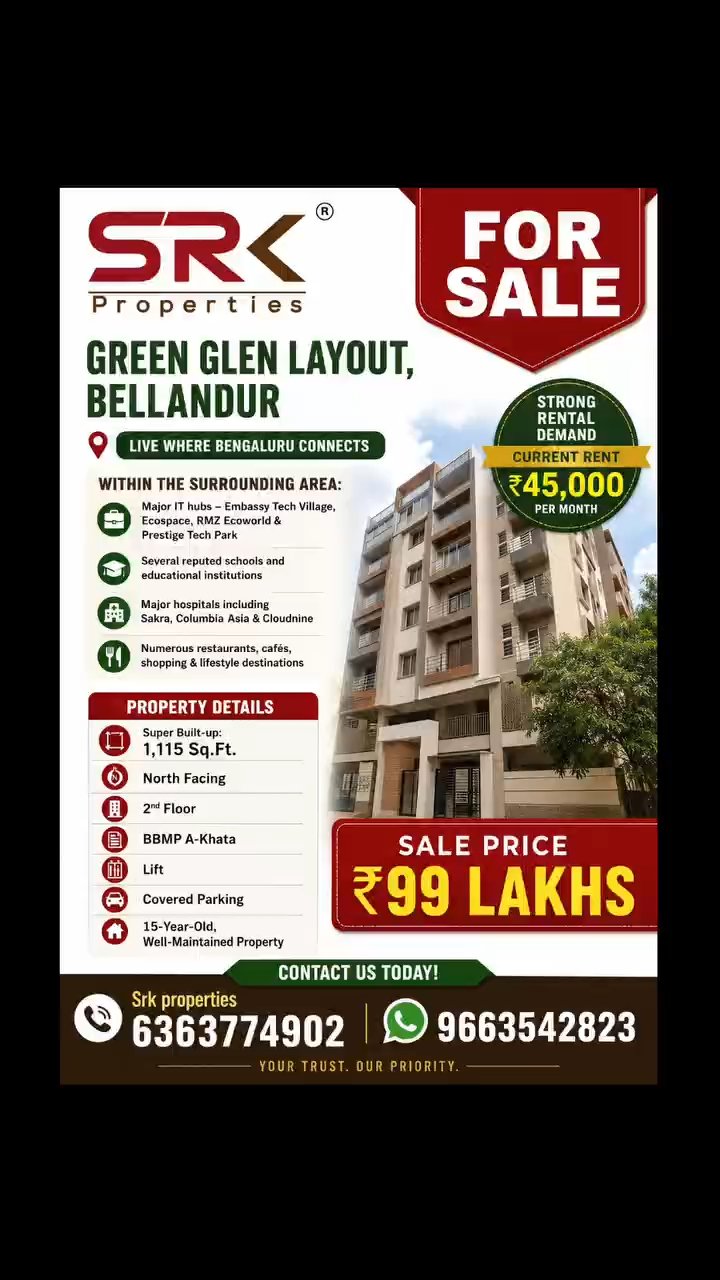 SRK
®
Properties
FOR
SALE
GREEN GLEN LAYOUT,
BELLANDUR
LIVE WHERE BENGALURU CONNECTS
STRONG
RENTAL
DEMAND
CURRENT RENT
₹45,000
PER MONTH
WITHIN THE SURROUNDING AREA:
Major IT hubs – Embassy Tech Village,
Ecospace, RMZ Ecoworld &
Prestige Tech Park
Several reputed schools and
educational institutions
Major hospitals including
Sakra, Columbia Asia & Cloudnine
Numerous restaurants, cafés,
shopping & lifestyle destinations
PROPERTY DETAILS
Super Built-up:
1,115 Sq.Ft.
North Facing
2nd Floor
BBMP A-Khata
Lift
Covered Parking
15-Year-Old,
Well-Maintained Property
SALE PRICE
₹99 LAKHS
CONTACT US TODAY!
Srk properties
6363774902
9663542823
YOUR TRUST. OUR PRIORITY.